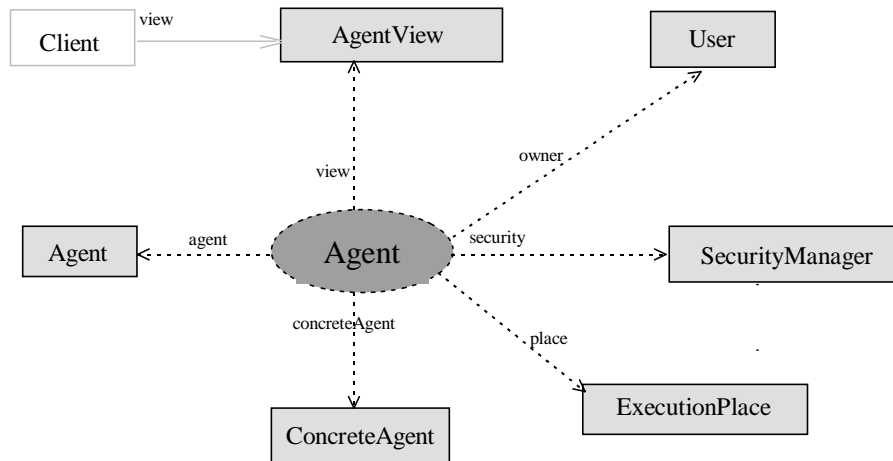 view
Client
AgentView
User
owner
view
Agent
agent
Agent
security
SecurityManager
concreteAgent
place
ExecutionPlace
ConcreteAgent